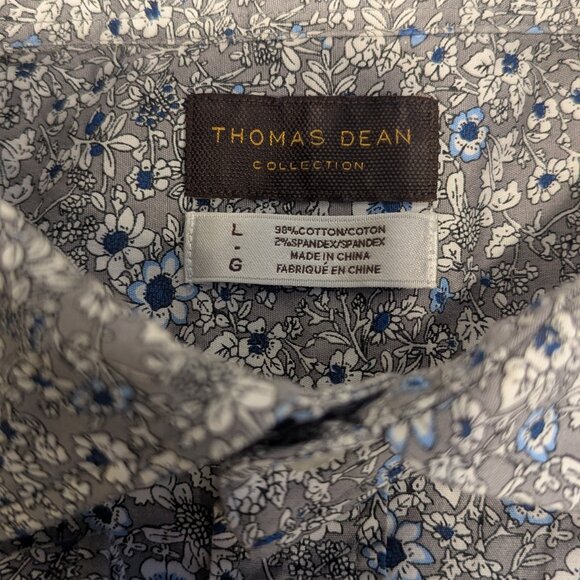 THOMAS DEAN
COLLECTION
L
-
G
98%COTTON/COTON
2%SPANDEX/SPANDEX
MADE IN CHINA
FABRIQUÉ EN CHINE